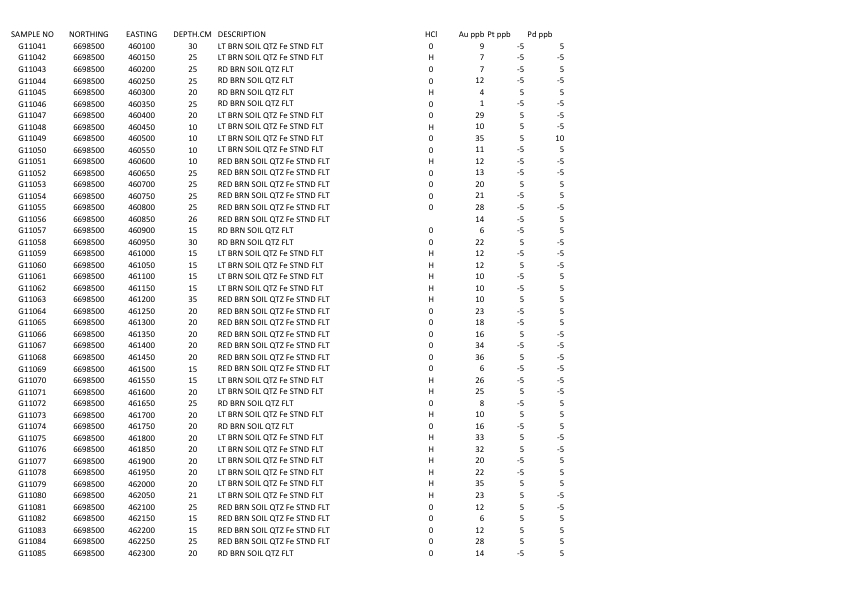 SAMPLE NO NORTHING EASTING DEPTH.CM DESCRIPTION HCl Au ppb Pt ppb Pd ppb
G11041 6698500 460100 30 LT BRN SOIL QTZ Fe STND FLT 0 9 -5 5
G11042 6698500 460150 25 LT BRN SOIL QTZ Fe STND FLT H 7 -5 -5
G11043 6698500 460200 25 RD BRN SOIL QTZ FLT 0 7 -5 5
G11044 6698500 460250 25 RD BRN SOIL QTZ FLT 0 12 -5 -5
G11045 6698500 460300 20 RD BRN SOIL QTZ FLT H 4 5 5
G11046 6698500 460350 25 RD BRN SOIL QTZ FLT 0 1 -5 -5
G11047 6698500 460400 20 LT BRN SOIL QTZ Fe STND FLT 0 29 5 -5
G11048 6698500 460450 10 LT BRN SOIL QTZ Fe STND FLT H 10 5 -5
G11049 6698500 460500 10 LT BRN SOIL QTZ Fe STND FLT 0 35 5 10
G11050 6698500 460550 10 LT BRN SOIL QTZ Fe STND FLT 0 11 -5 5
G11051 6698500 460600 10 RED BRN SOIL QTZ Fe STND FLT H 12 -5 -5
G11052 6698500 460650 25 RED BRN SOIL QTZ Fe STND FLT 0 13 -5 -5
G11053 6698500 460700 25 RED BRN SOIL QTZ Fe STND FLT 0 20 5 5
G11054 6698500 460750 25 RED BRN SOIL QTZ Fe STND FLT 0 21 -5 5
G11055 6698500 460800 25 RED BRN SOIL QTZ Fe STND FLT 0 28 -5 -5
G11056 6698500 460850 26 RED BRN SOIL QTZ Fe STND FLT 14 -5 5
G11057 6698500 460900 15 RD BRN SOIL QTZ FLT 0 6 -5 5
G11058 6698500 460950 30 RD BRN SOIL QTZ FLT 0 22 5 -5
G11059 6698500 461000 15 LT BRN SOIL QTZ Fe STND FLT H 12 -5 -5
G11060 6698500 461050 15 LT BRN SOIL QTZ Fe STND FLT H 12 5 -5
G11061 6698500 461100 15 LT BRN SOIL QTZ Fe STND FLT H 10 -5 5
G11062 6698500 461150 15 LT BRN SOIL QTZ Fe STND FLT H 10 -5 5
G11063 6698500 461200 35 RED BRN SOIL QTZ Fe STND FLT H 10 5 5
G11064 6698500 461250 20 RED BRN SOIL QTZ Fe STND FLT 0 23 -5 5
G11065 6698500 461300 20 RED BRN SOIL QTZ Fe STND FLT 0 18 -5 5
G11066 6698500 461350 20 RED BRN SOIL QTZ Fe STND FLT 0 16 5 -5
G11067 6698500 461400 20 RED BRN SOIL QTZ Fe STND FLT 0 34 -5 -5
G11068 6698500 461450 20 RED BRN SOIL QTZ Fe STND FLT 0 36 5 5
G11069 6698500 461500 15 RED BRN SOIL QTZ Fe STND FLT 0 6 -5 5
G11070 6698500 461550 15 LT BRN SOIL QTZ Fe STND FLT H 26 -5 -5
G11071 6698500 461600 20 LT BRN SOIL QTZ Fe STND FLT H 25 5 -5
G11072 6698500 461650 25 RD BRN SOIL QTZ FLT 0 8 -5 5
G11073 6698500 461700 20 LT BRN SOIL QTZ Fe STND FLT H 10 5 5
G11074 6698500 461750 20 RD BRN SOIL QTZ FLT 0 16 -5 5
G11075 6698500 461800 20 LT BRN SOIL QTZ Fe STND FLT H 33 5 -5
G11076 6698500 461850 20 LT BRN SOIL QTZ Fe STND FLT H 32 5 -5
G11077 6698500 461900 20 LT BRN SOIL QTZ Fe STND FLT H 20 -5 5
G11078 6698500 461950 20 LT BRN SOIL QTZ Fe STND FLT H 22 -5 5
G11079 6698500 462000 20 LT BRN SOIL QTZ Fe STND FLT H 35 5 5
G11080 6698500 462050 21 LT BRN SOIL QTZ Fe STND FLT H 23 5 -5
G11081 6698500 462100 25 RED BRN SOIL QTZ Fe STND FLT 0 12 -5 5
G11082 6698500 462150 15 RED BRN SOIL QTZ Fe STND FLT 0 6 5 5
G11083 6698500 462200 15 RED BRN SOIL QTZ Fe STND FLT 0 12 5 5
G11084 6698500 462250 25 RED BRN SOIL QTZ Fe STND FLT 0 28 5 5
G11085 6698500 462300 20 RD BRN SOIL QTZ FLT 0 14 -5 5